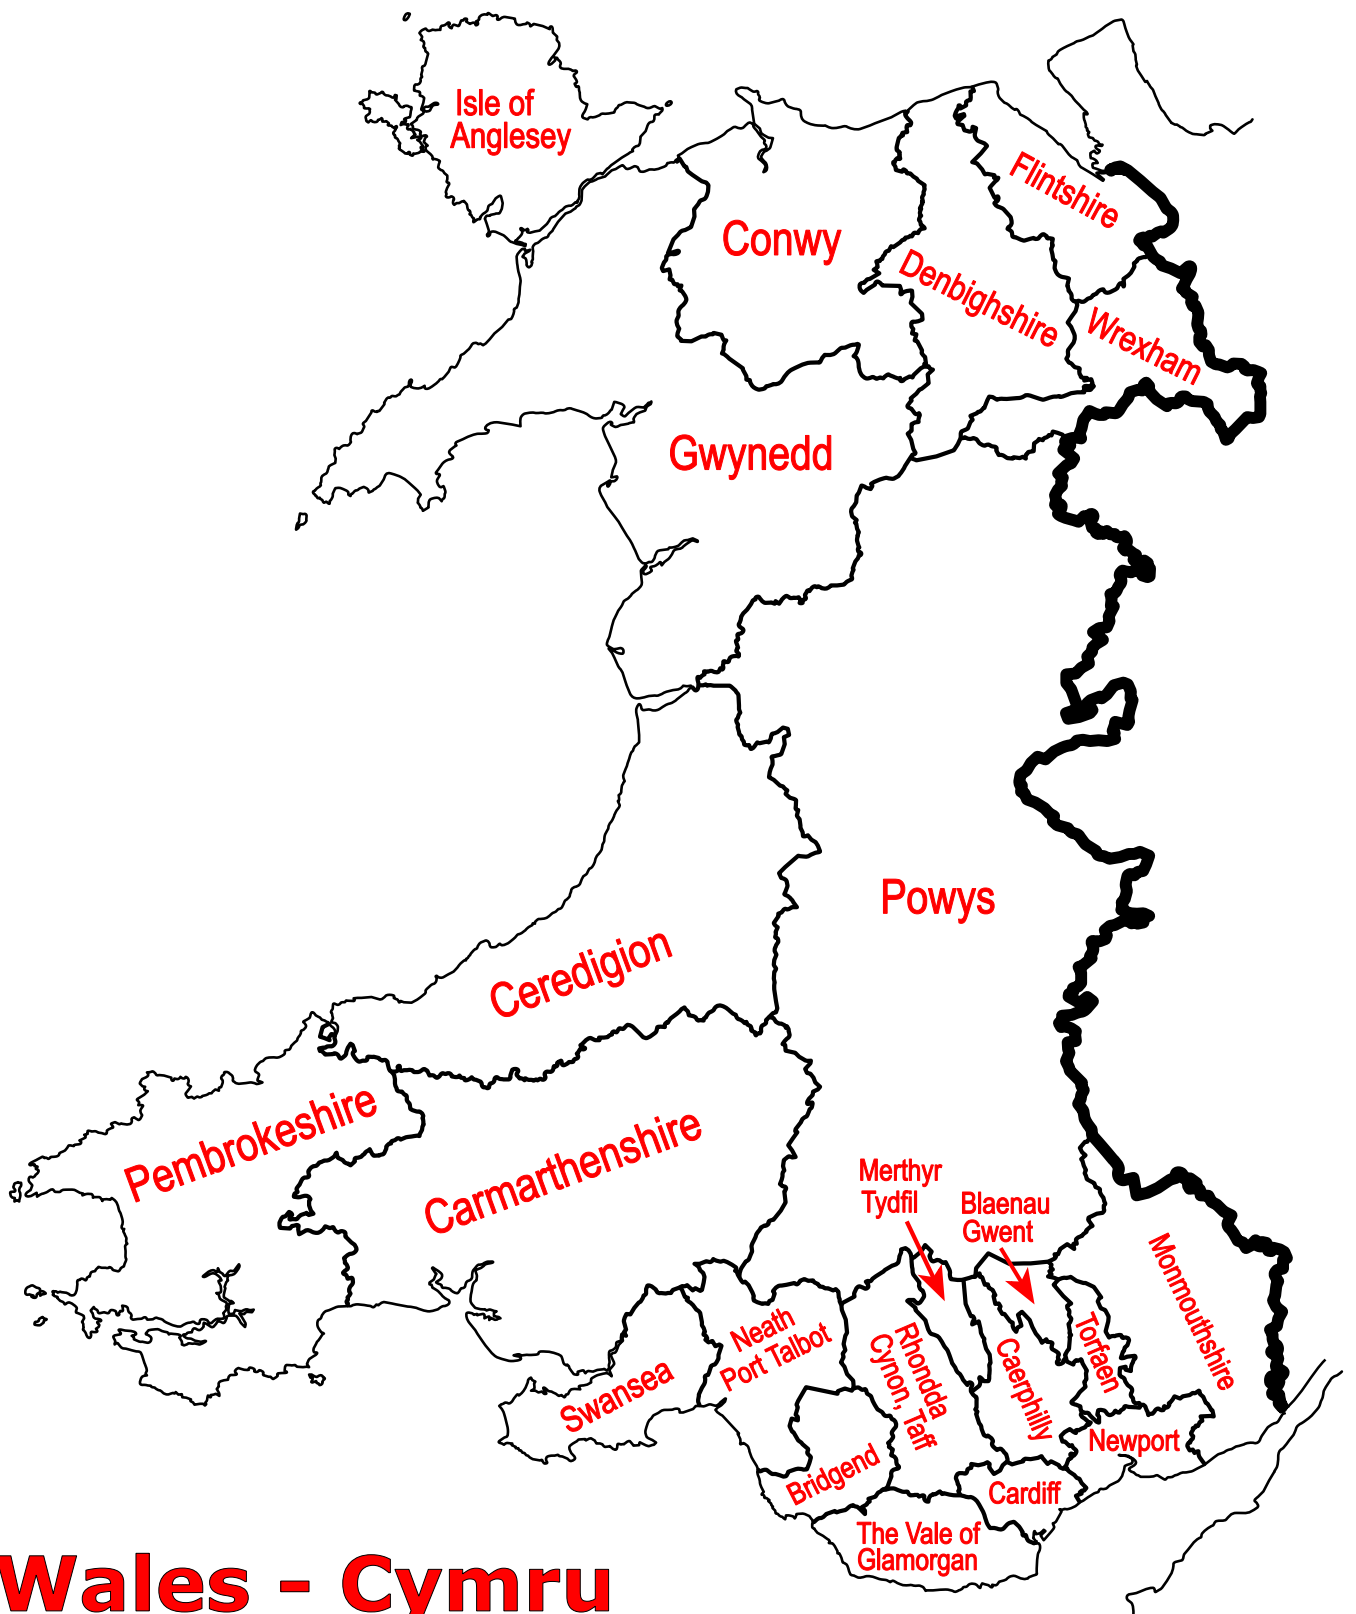 Isle of
Anglesey
Flintshire
Conwy
Denbighshire
Wrexham
Gwynedd
Powys
Ceredigion
Pembrokeshire
Carmarthenshire
Merthyr
Tydfil
Blaenau
Gwent
Monmouthshire
Neath
Port Talbot
Rhondda
Cynon, Taff
Caerphilly
Torfaen
Swansea
Newport
Bridgend
Cardiff
The Vale of
Glamorgan
Wales - Cymru